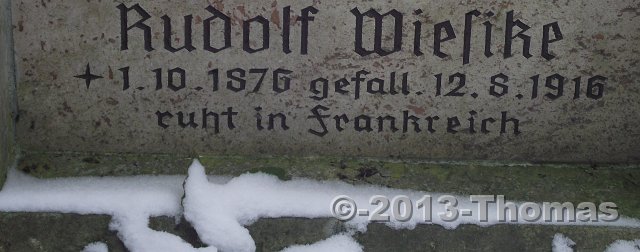 Rudolf Wieſike
+ 1.10.1876 gefall. 12.8.1916
ruht in Frankreich
©-2013-Thomas ®